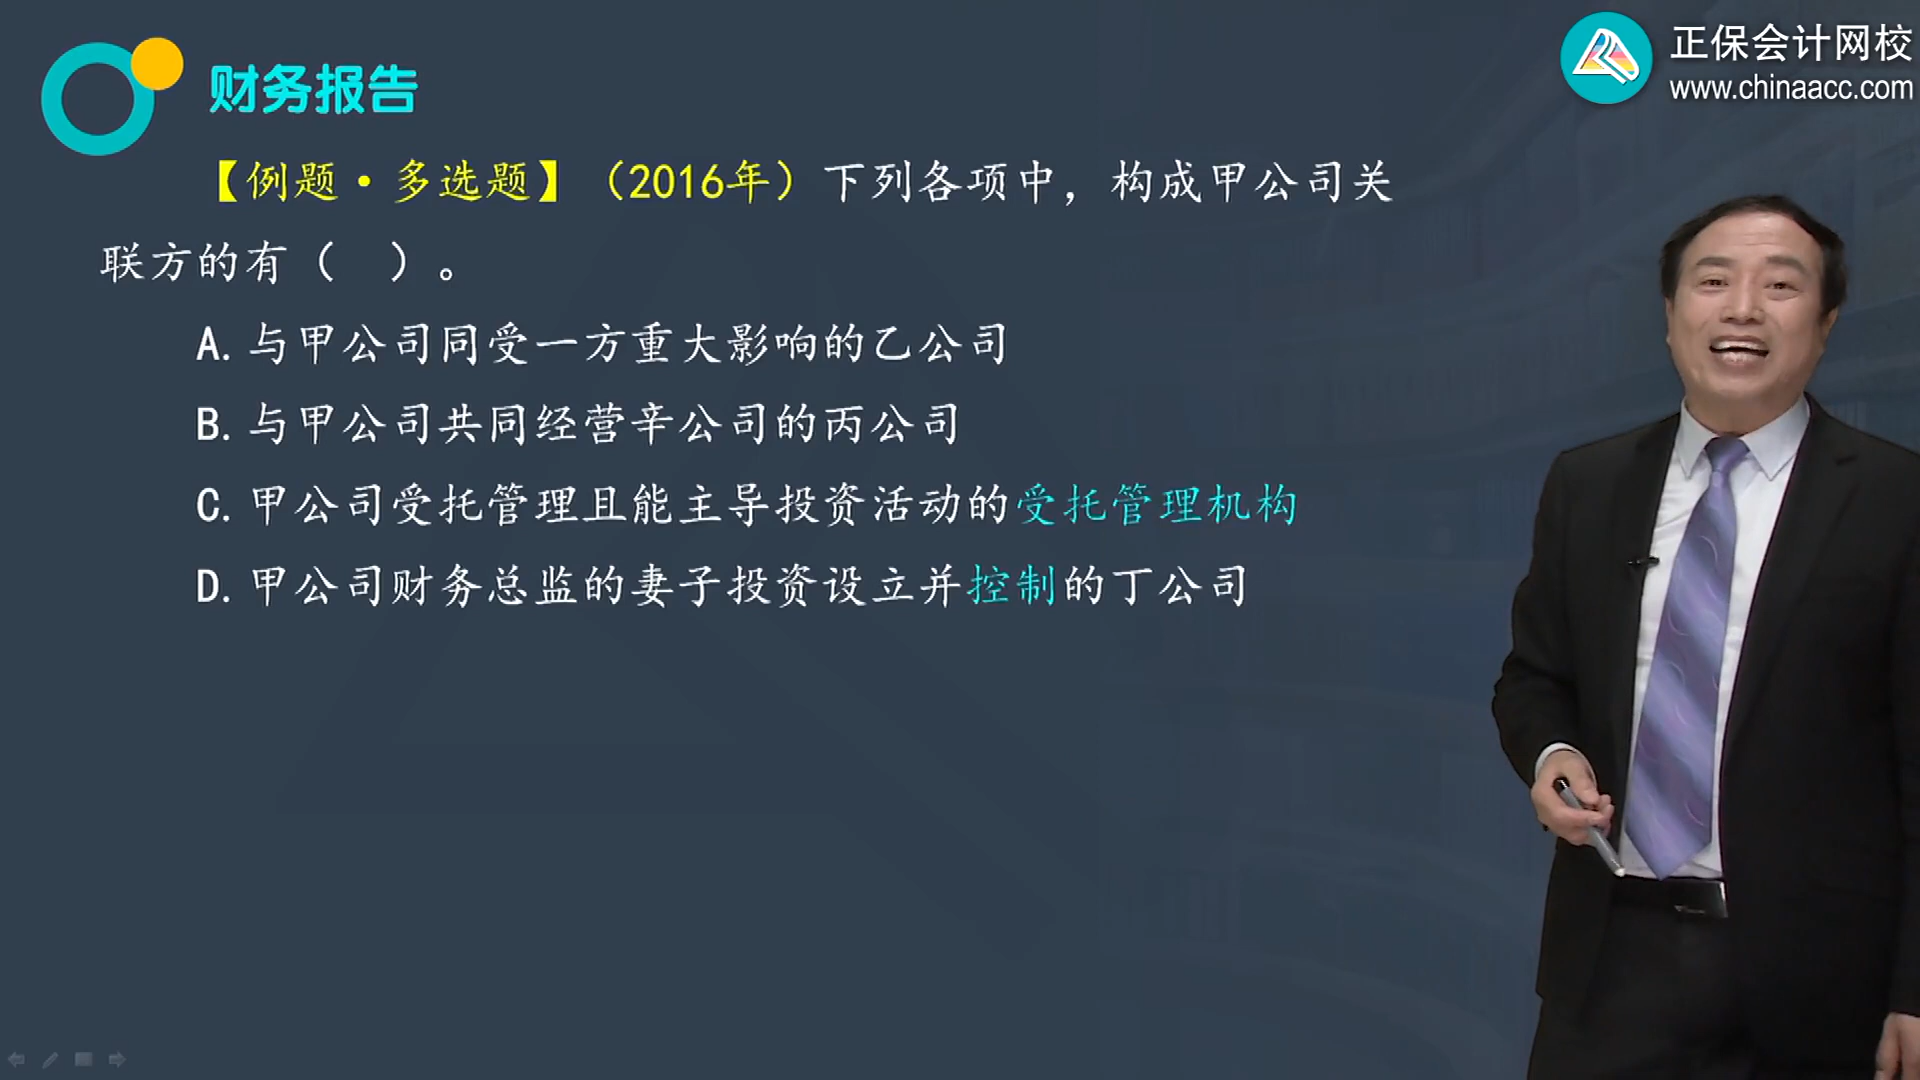 财务报告
正保会计网校
www.chinaacc.com
【例题·多选题】（2016年）下列各项中，构成甲公司关
联方的有（　）。
A. 与甲公司同受一方重大影响的乙公司
B. 与甲公司共同经营辛公司的丙公司
C. 甲公司受托管理且能主导投资活动的受托管理机构
D. 甲公司财务总监的妻子投资设立并控制的丁公司